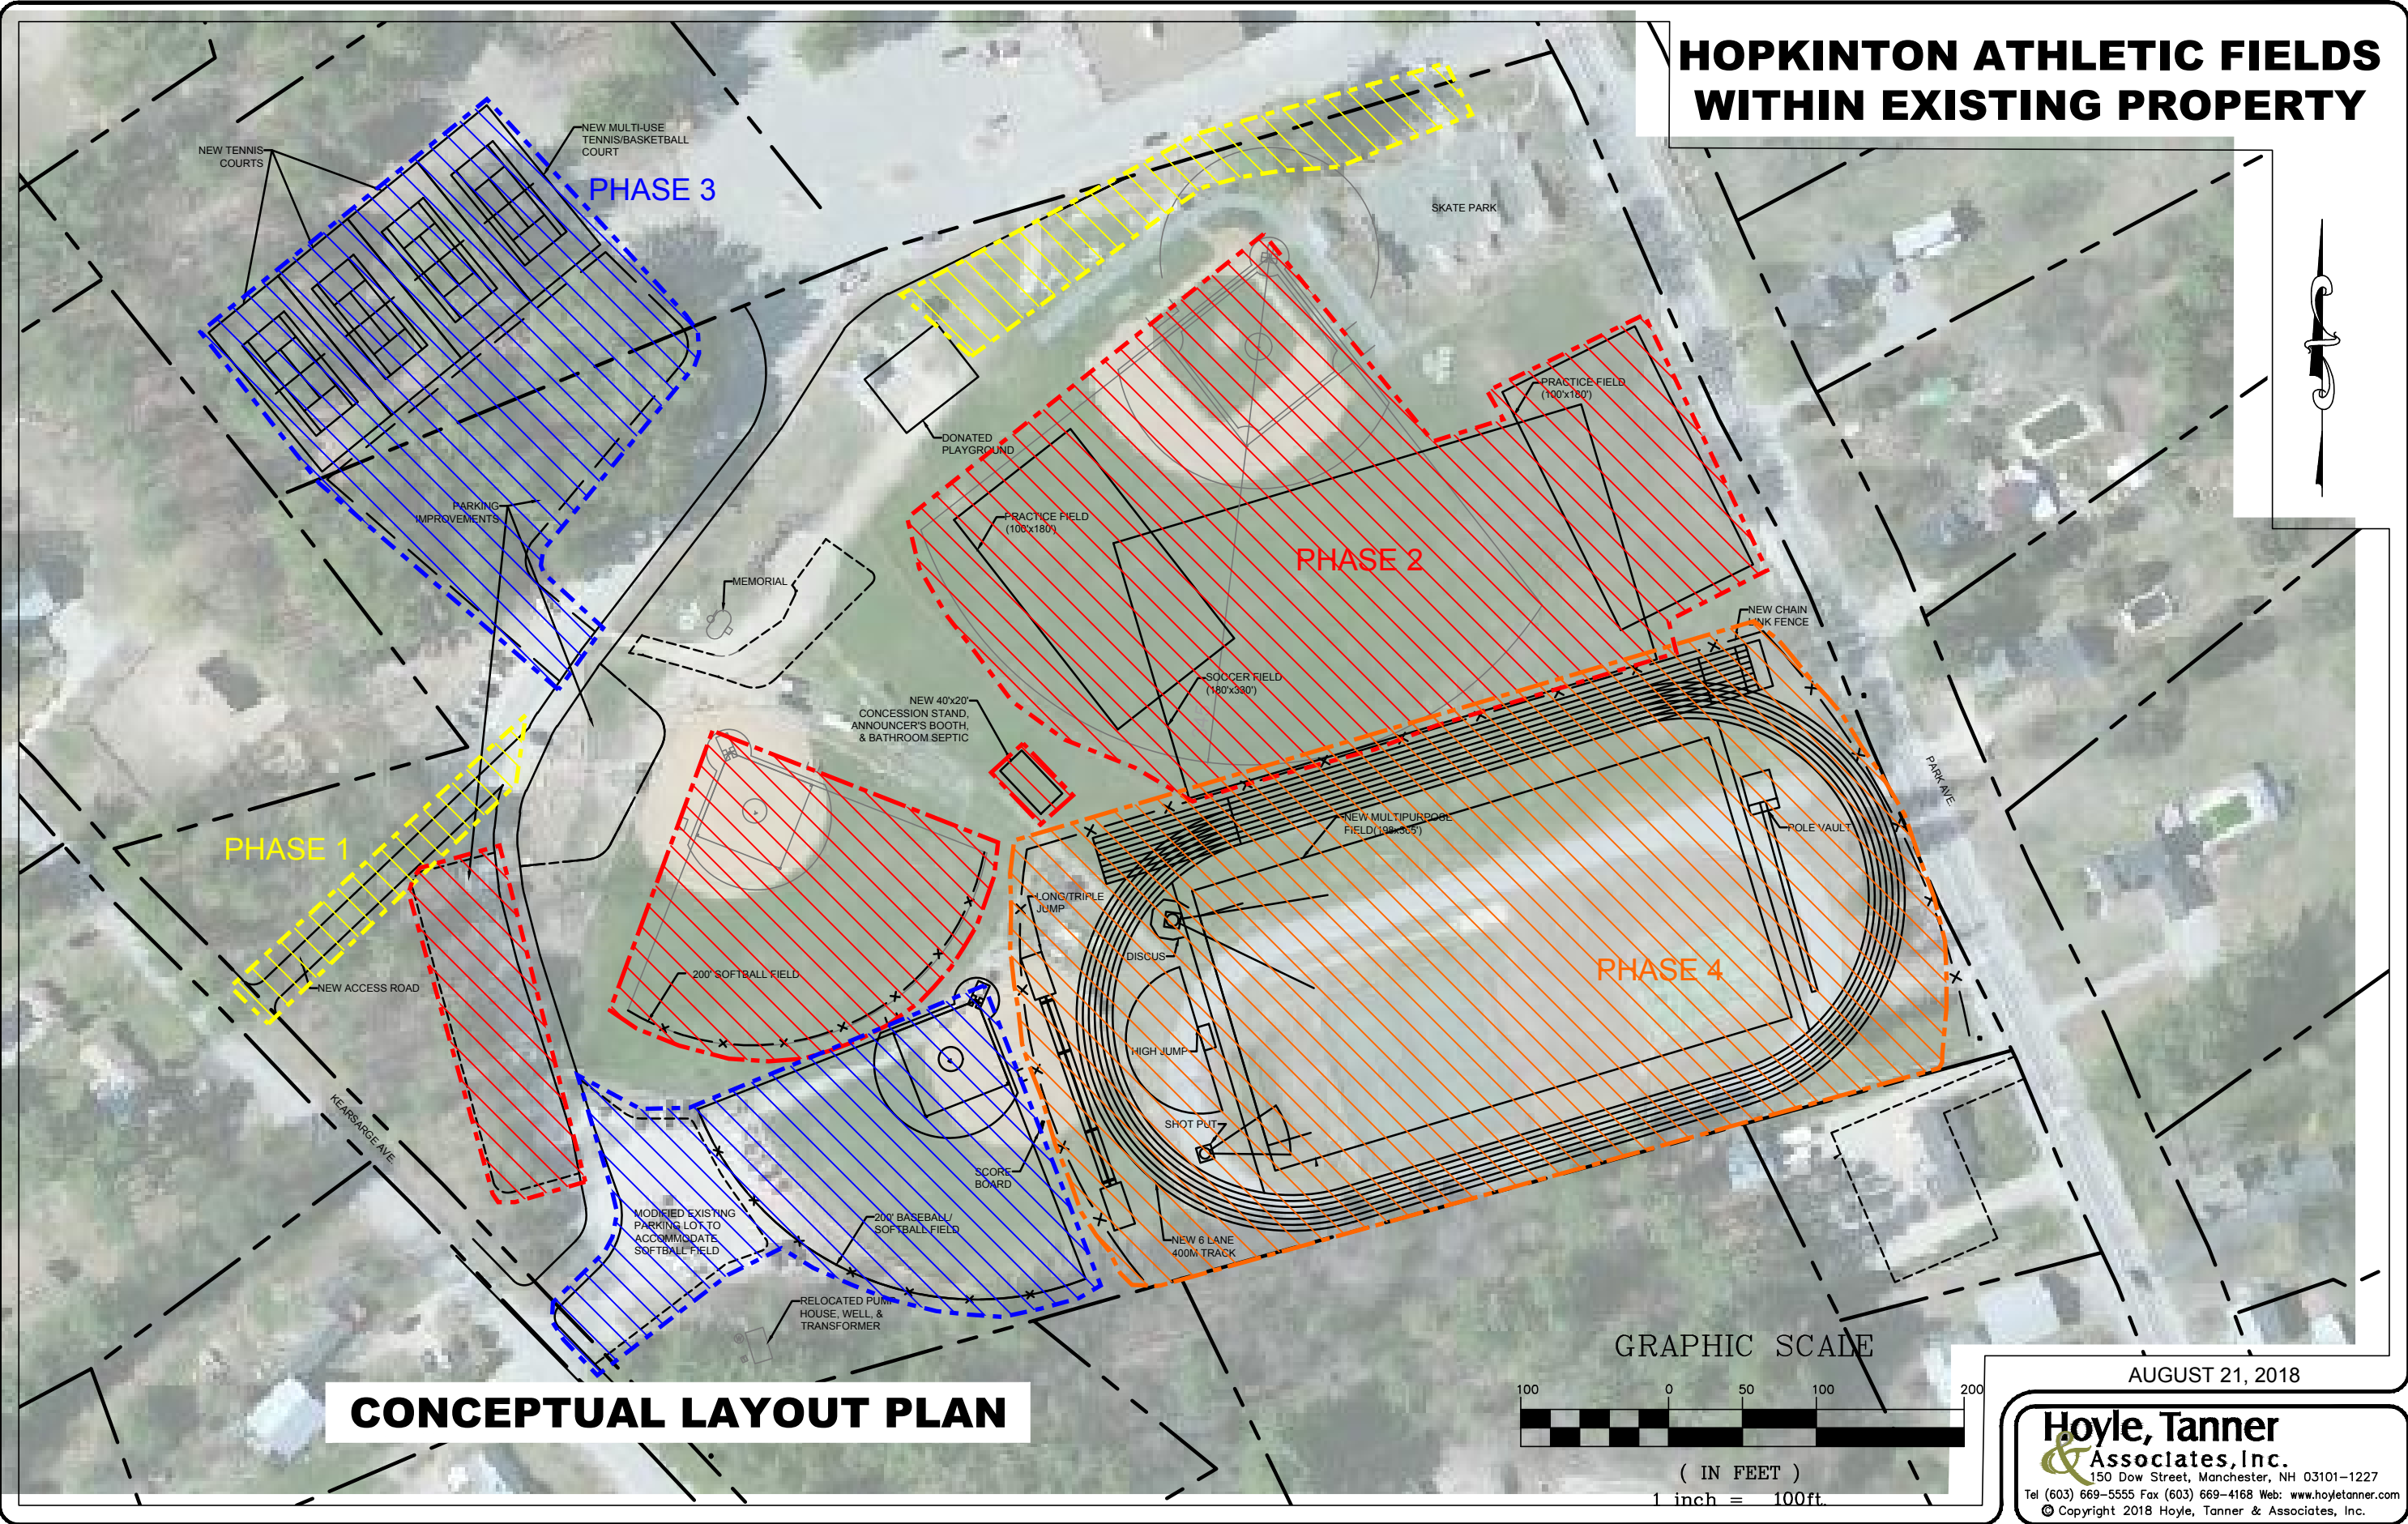 HOPKINTON ATHLETIC FIELDS
WITHIN EXISTING PROPERTY
NEW TENNIS
COURTS
NEW MULTI-USE
TENNIS/BASKETBALL
COURT
PHASE 3
SKATE PARK
PRACTICE FIELD
(100'x180')
DONATED
PLAYGROUND
PARKING
IMPROVEMENTS
PRACTICE FIELD
(100'x180')
PHASE 2
MEMORIAL
NEW CHAIN
LINK FENCE
SOCCER FIELD
(180'x330')
NEW 40'x20'
CONCESSION STAND,
ANNOUNCER'S BOOTH,
& BATHROOM SEPTIC
PARK AVE.
PHASE 1
NEW MULTIPURPOSE
FIELD(198x365')
POLE VAULT
LONG/TRIPLE
JUMP
DISCUS
PHASE 4
200' SOFTBALL FIELD
NEW ACCESS ROAD
HIGH JUMP
KEARSARGE AVE.
SHOT PUT
SCORE
BOARD
MODIFIED EXISTING
PARKING LOT TO
ACCOMMODATE
SOFTBALL FIELD
200' BASEBALL/
SOFTBALL FIELD
NEW 6 LANE
400M TRACK
RELOCATED PUMP
HOUSE, WELL, &
TRANSFORMER
GRAPHIC SCALE
100 0 50 100 200
( IN FEET )
1 inch = 100ft.
CONCEPTUAL LAYOUT PLAN
AUGUST 21, 2018
Hoyle, Tanner
& Associates, Inc.
150 Dow Street, Manchester, NH 03101-1227
Tel (603) 669-5555 Fax (603) 669-4168 Web: www.hoyletanner.com
© Copyright 2018 Hoyle, Tanner & Associates, Inc.